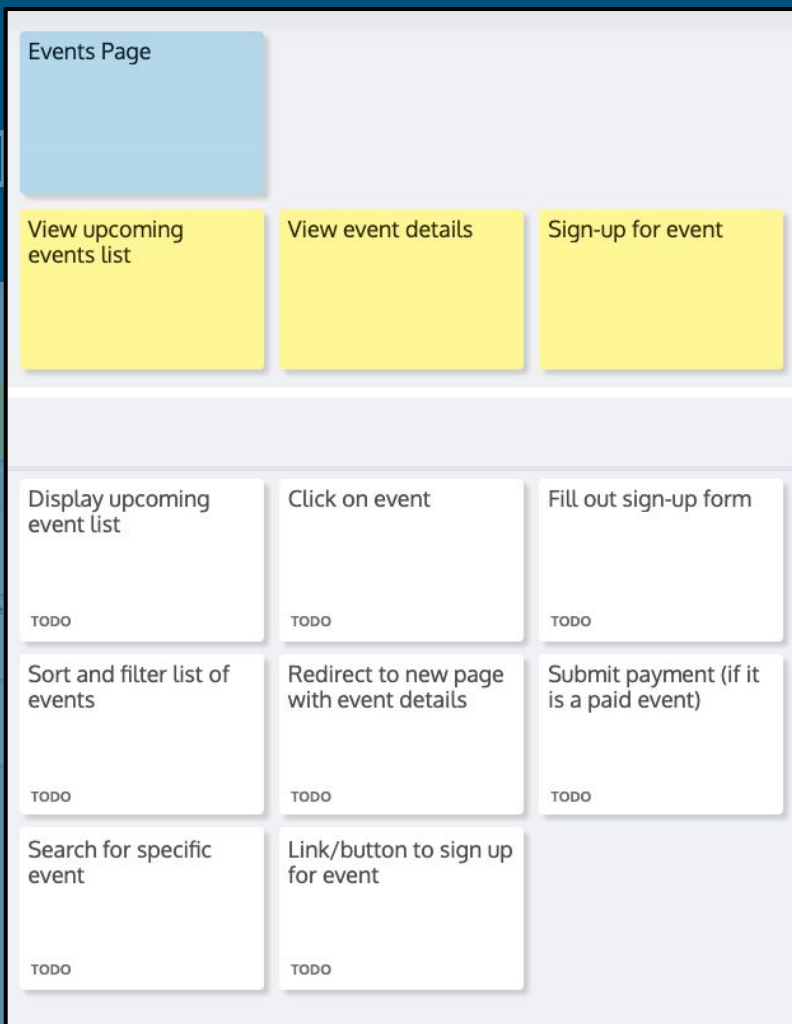 Events Page
View upcoming
events list
View event details
Sign-up for event
Display upcoming
event list
TODO
Click on event
TODO
Fill out sign-up form
TODO
Sort and filter list of
events
TODO
Redirect to new page
with event details
TODO
Submit payment (if it
is a paid event)
TODO
Search for specific
event
TODO
Link/button to sign up
for event
TODO